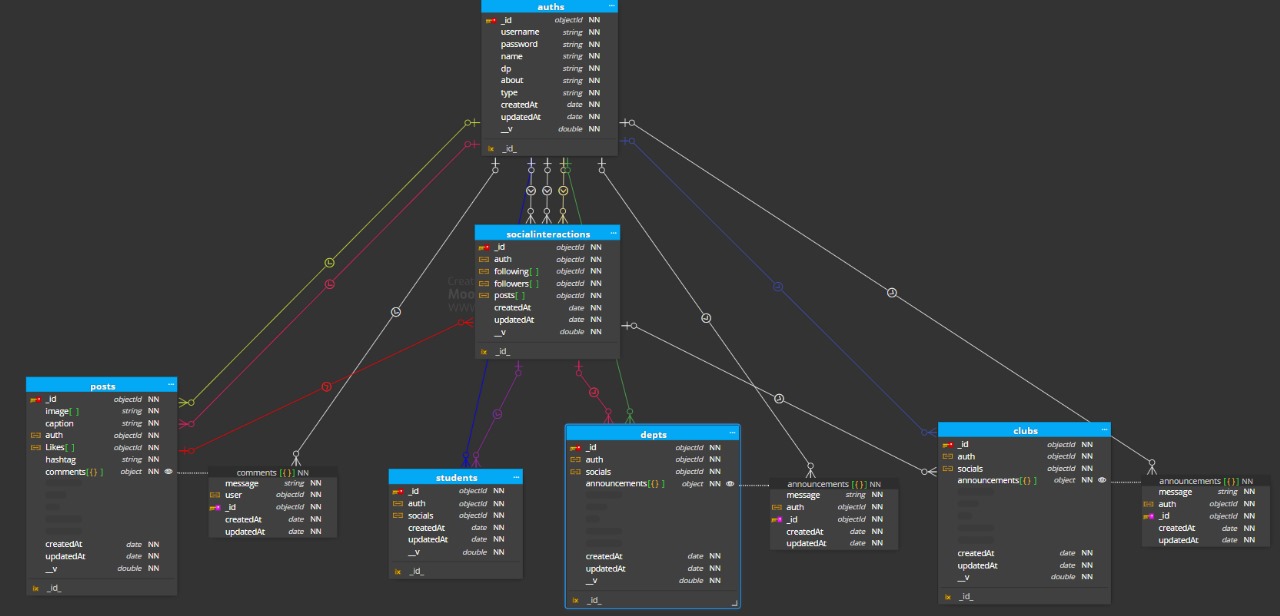 auths
_id objectId NN
username string NN
password string NN
name string NN
dp string NN
about string NN
type string NN
createdAt date NN
updatedAt date NN
__v double NN
_id_
socialinteractions
_id objectId NN
auth objectId NN
following[ ] objectId NN
followers[ ] objectId NN
posts[ ] objectId NN
createdAt date NN
updatedAt date NN
__v double NN
_id_
Creat
Moo
www
posts
_id objectId NN
image[ ] string NN
caption string NN
auth objectId NN
Likes[ ] objectId NN
hashtag string NN
comments[{} ] object NN
createdAt date NN
updatedAt date NN
__v double NN
_id_
comments [{}] NN
message string NN
user objectId NN
_id objectId NN
createdAt date NN
updatedAt date NN
students
_id objectId NN
auth objectId NN
socials objectId NN
createdAt date NN
updatedAt date NN
__v double NN
_id_
depts
_id objectId NN
auth objectId NN
socials objectId NN
announcements[{} ] object NN
createdAt date NN
updatedAt date NN
__v double NN
_id_
announcements [{}] NN
message string NN
auth objectId NN
_id objectId NN
createdAt date NN
updatedAt date NN
clubs
_id objectId NN
auth objectId NN
socials objectId NN
announcements[{} ] object NN
createdAt date NN
updatedAt date NN
__v double NN
_id_
announcements [{}] NN
message string NN
auth objectId NN
_id objectId NN
createdAt date NN
updatedAt date NN